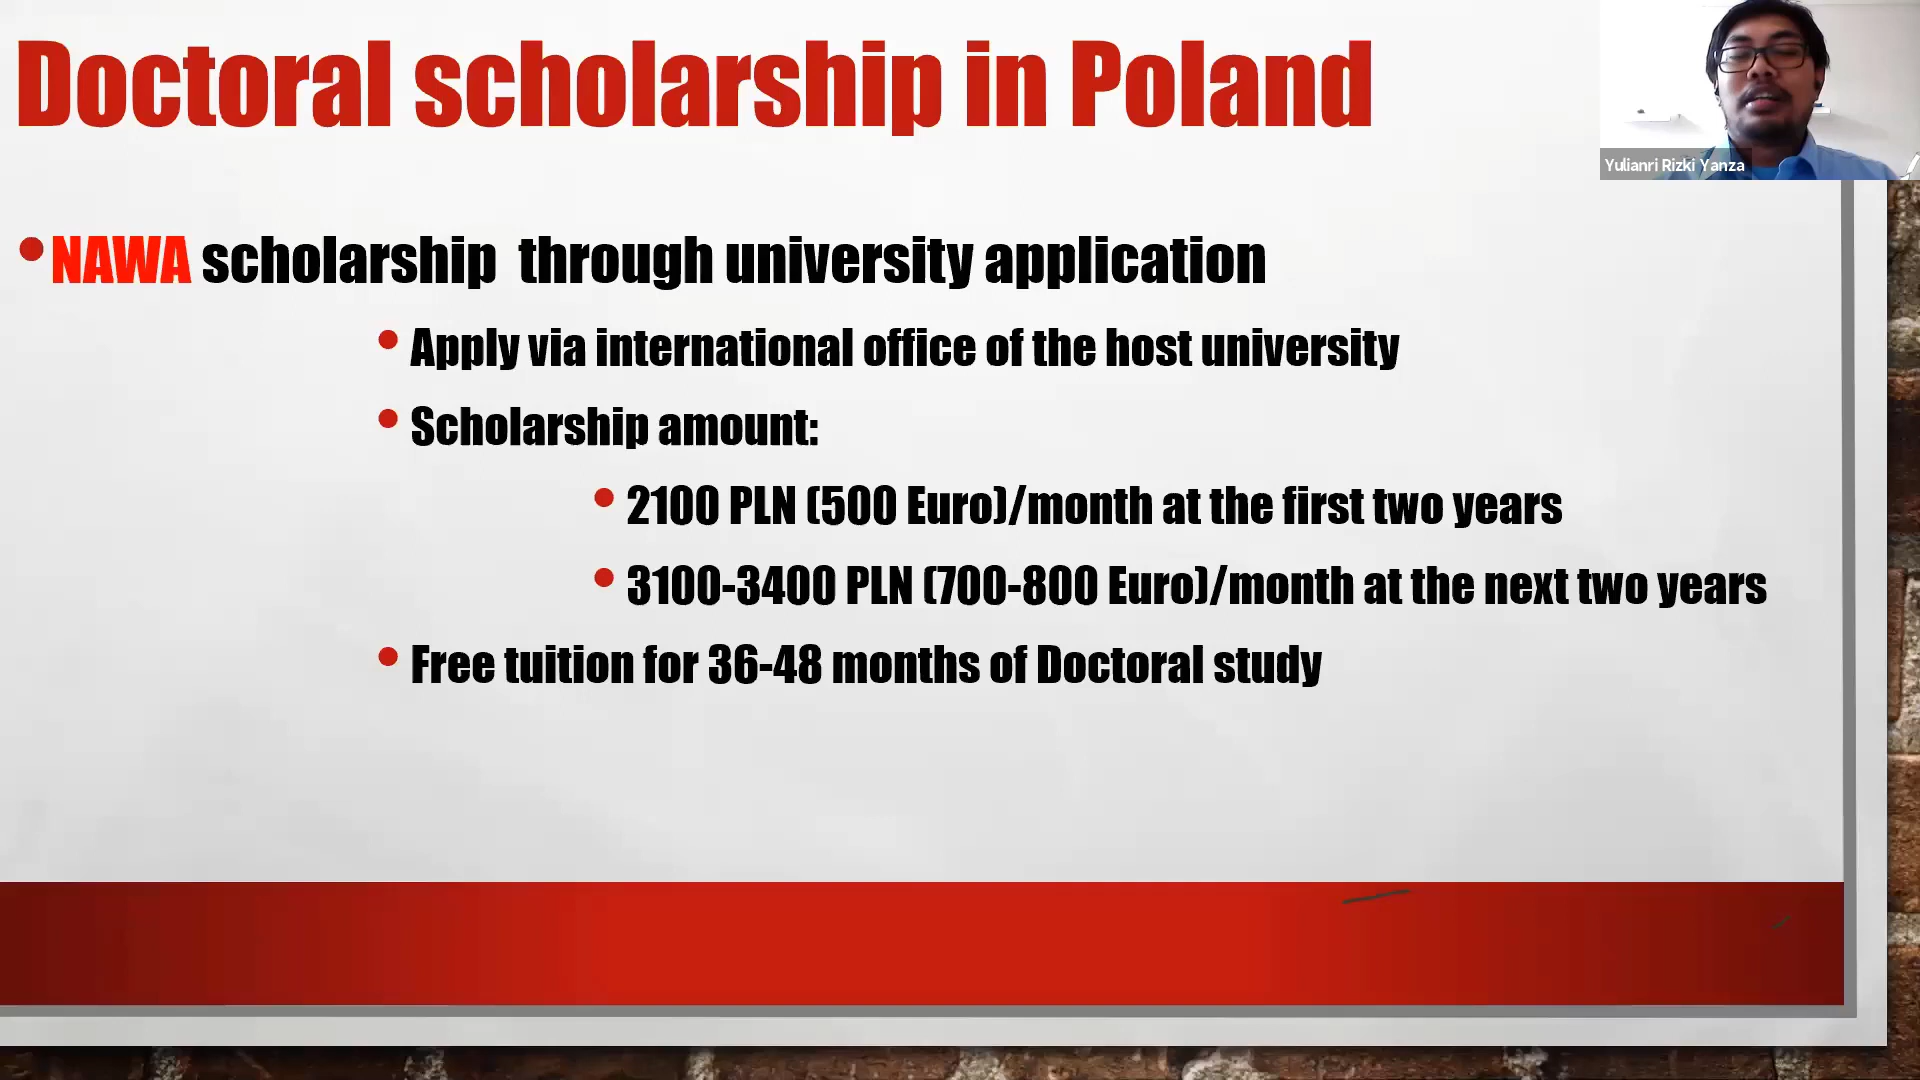 Doctoral scholarship in Poland
Yulianri Rizki Yanza
•NAWA scholarship through university application
• Apply via international office of the host university
• Scholarship amount:
• 2100 PLN (500 Euro)/month at the first two years
• 3100-3400 PLN (700-800 Euro)/month at the next two years
• Free tuition for 36-48 months of Doctoral study